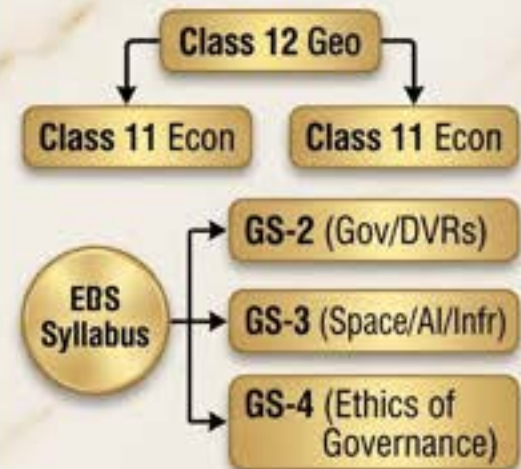 Class 12 Geo
Class 11 Econ
Class 11 Econ
GS-2 (Gov/DVRs)
GS-3 (Space/AI/Infr)
GS-4 (Ethics of
Governance)
Syllabus